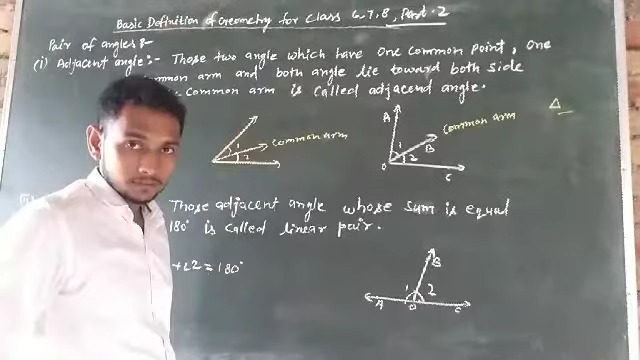 Basic Definition of Geometry for Class 6,7,8, Part-2
Pair of angles :-
(i) Adjacent angle :- Those two angle which have one common point, one
common arm and both angle lie toward both side
common arm is called adjacend angle.
1
2
common arm
A
1
B
2
O
C
common arm
Δ
Those adjacent angle whose sum is equal
180° is called linear pair.
+∠2 = 180°
B
1
2
A
O
C